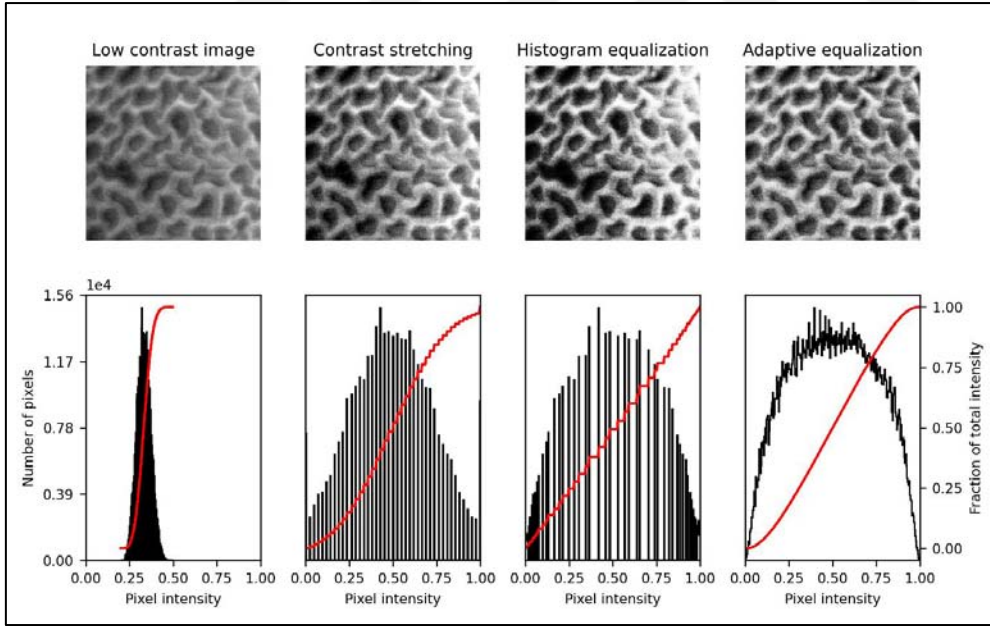 Low contrast image
Contrast stretching
Histogram equalization
Adaptive equalization
1e4
1.56
1.17
0.78
0.39
0.00
Number of pixels
0.00 0.25 0.50 0.75 1.00
Pixel intensity
0.00 0.25 0.50 0.75 1.00
Pixel intensity
0.00 0.25 0.50 0.75 1.00
Pixel intensity
0.00 0.25 0.50 0.75 1.00
Pixel intensity
1.00
0.75
0.50
0.25
0.00
Fraction of total intensity